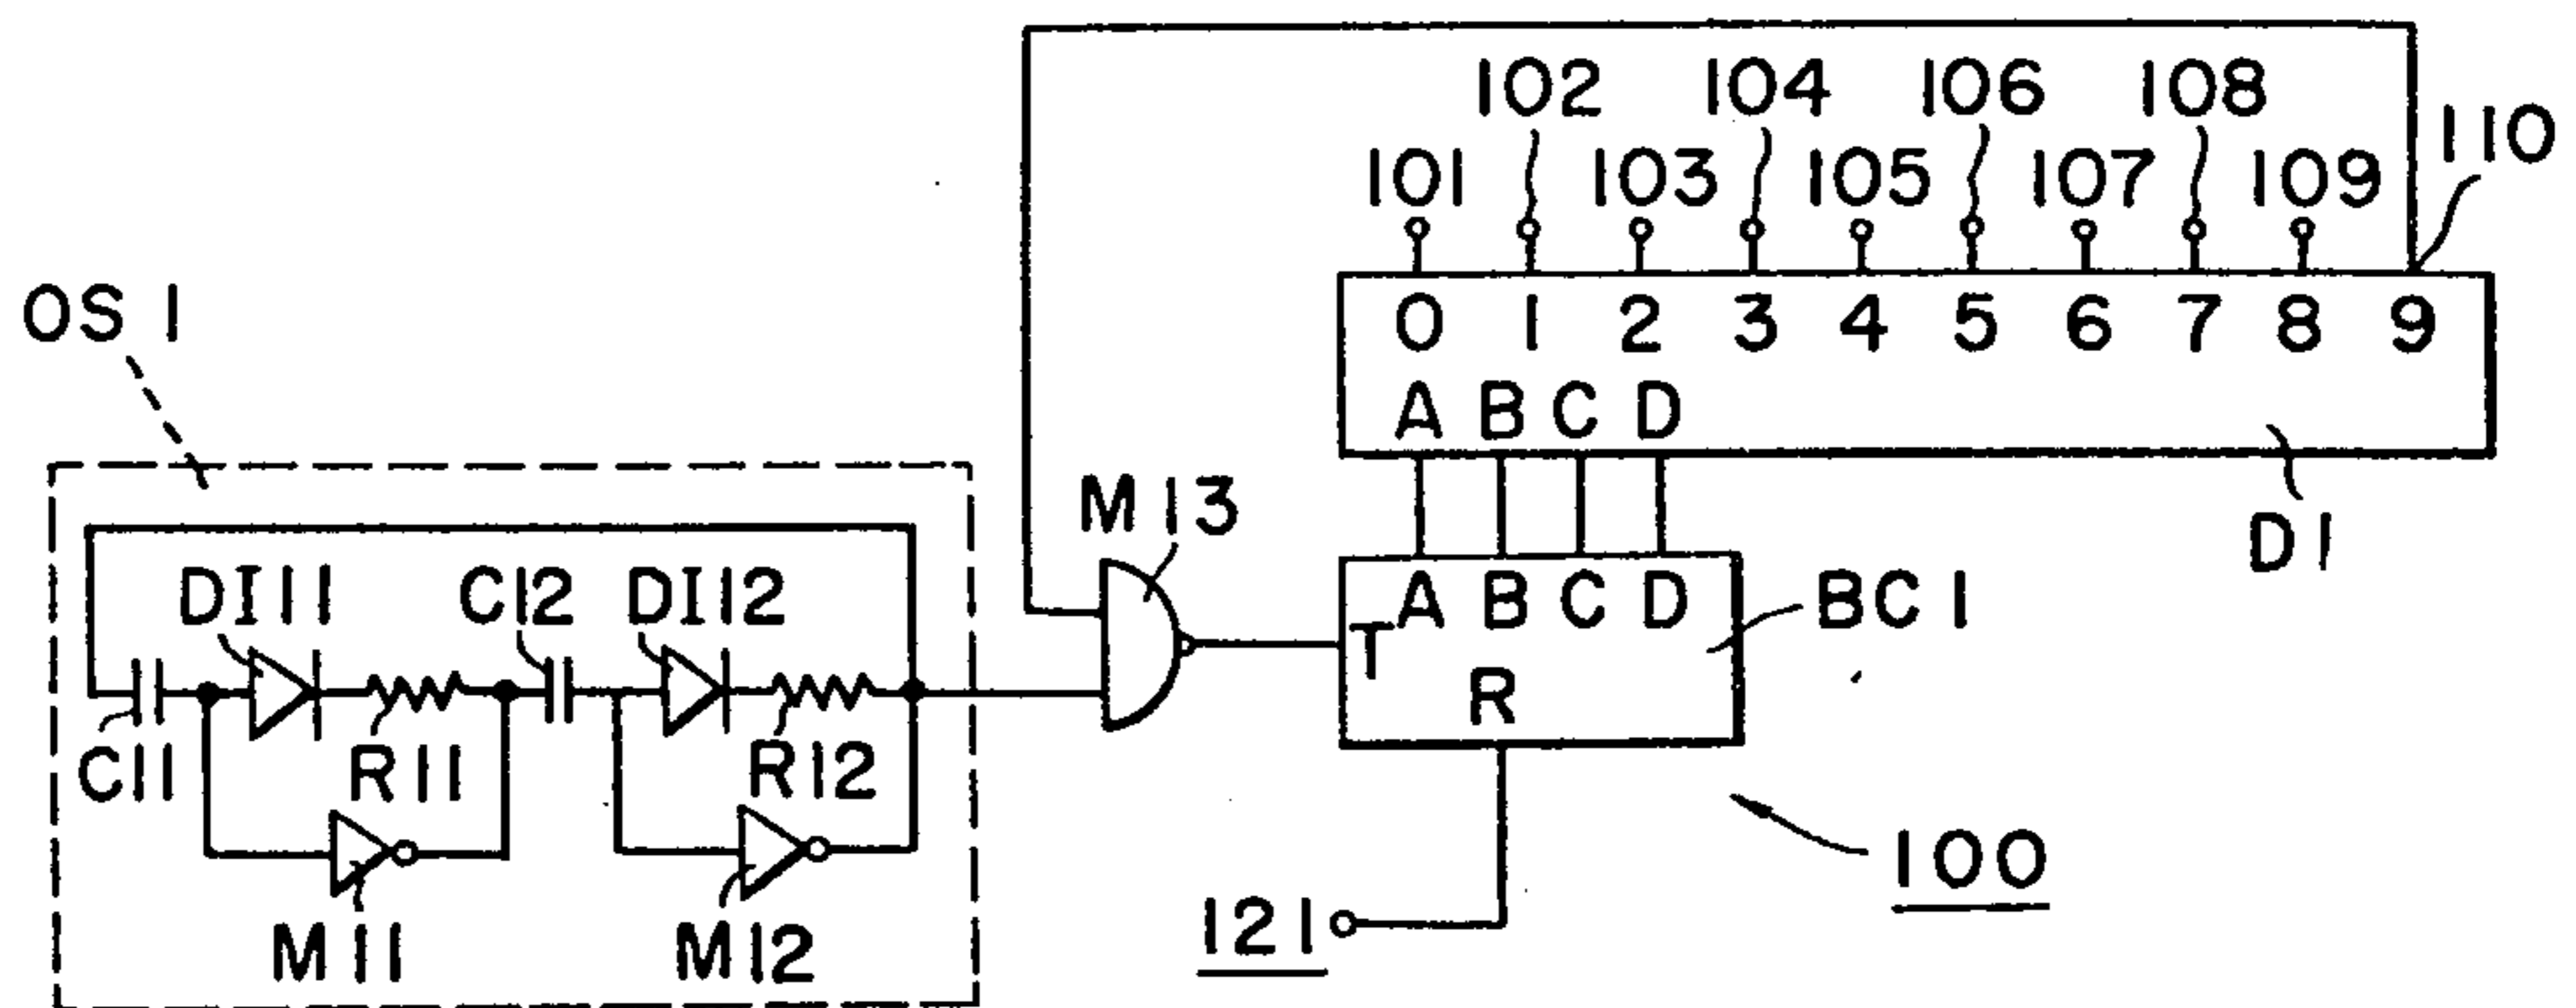 102 104 106 108
110
101 103 105 107 109
OS 1
0 1 2 3 4 5 6 7 8 9
A B C D
M13
D1
DI11 C12 DI12
A B C D
BC1
T
R
C11 R11 R12
100
121
M11 M12